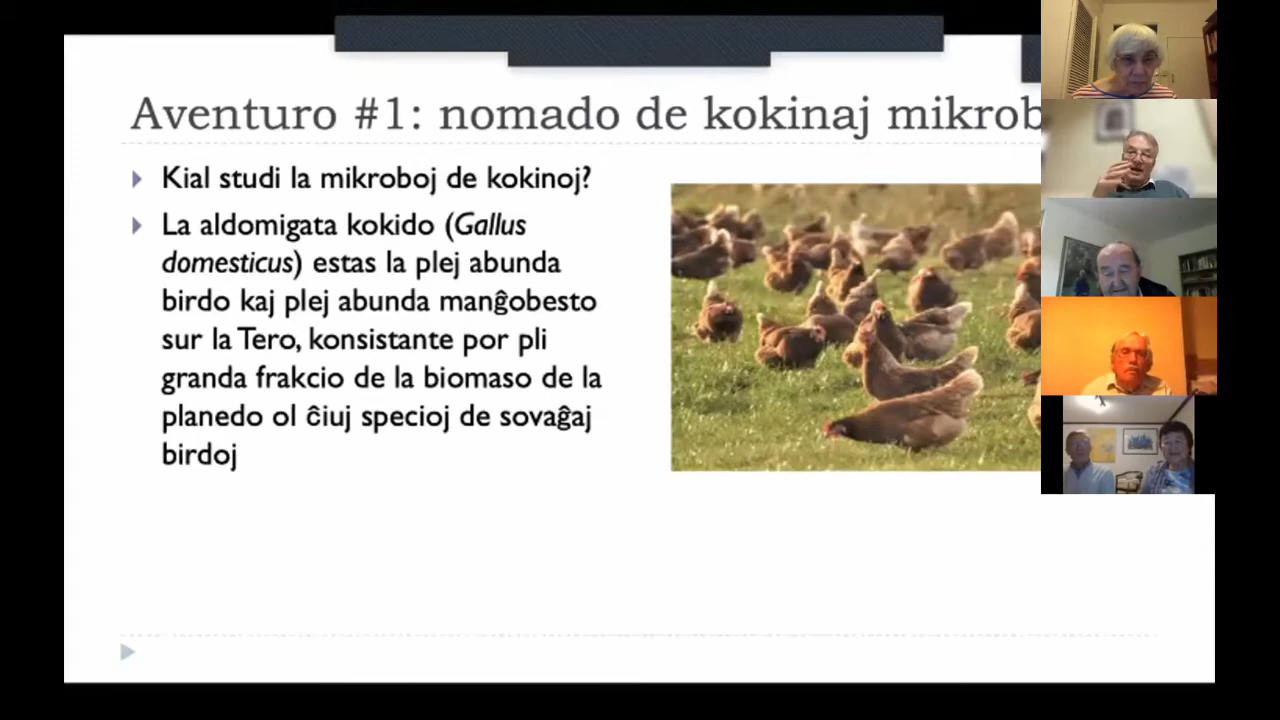 Aventuro #1: nomado de kokinaj mikrob
Kial studi la mikroboj de kokinoj?
La aldomigata kokido (Gallus
domesticus) estas la plej abunda
birdo kaj plej abunda manĝobesto
sur la Tero, konsistante por pli
granda frakcio de la biomaso de la
planedo ol ĉiuj specioj de sovaĝaj
birdoj